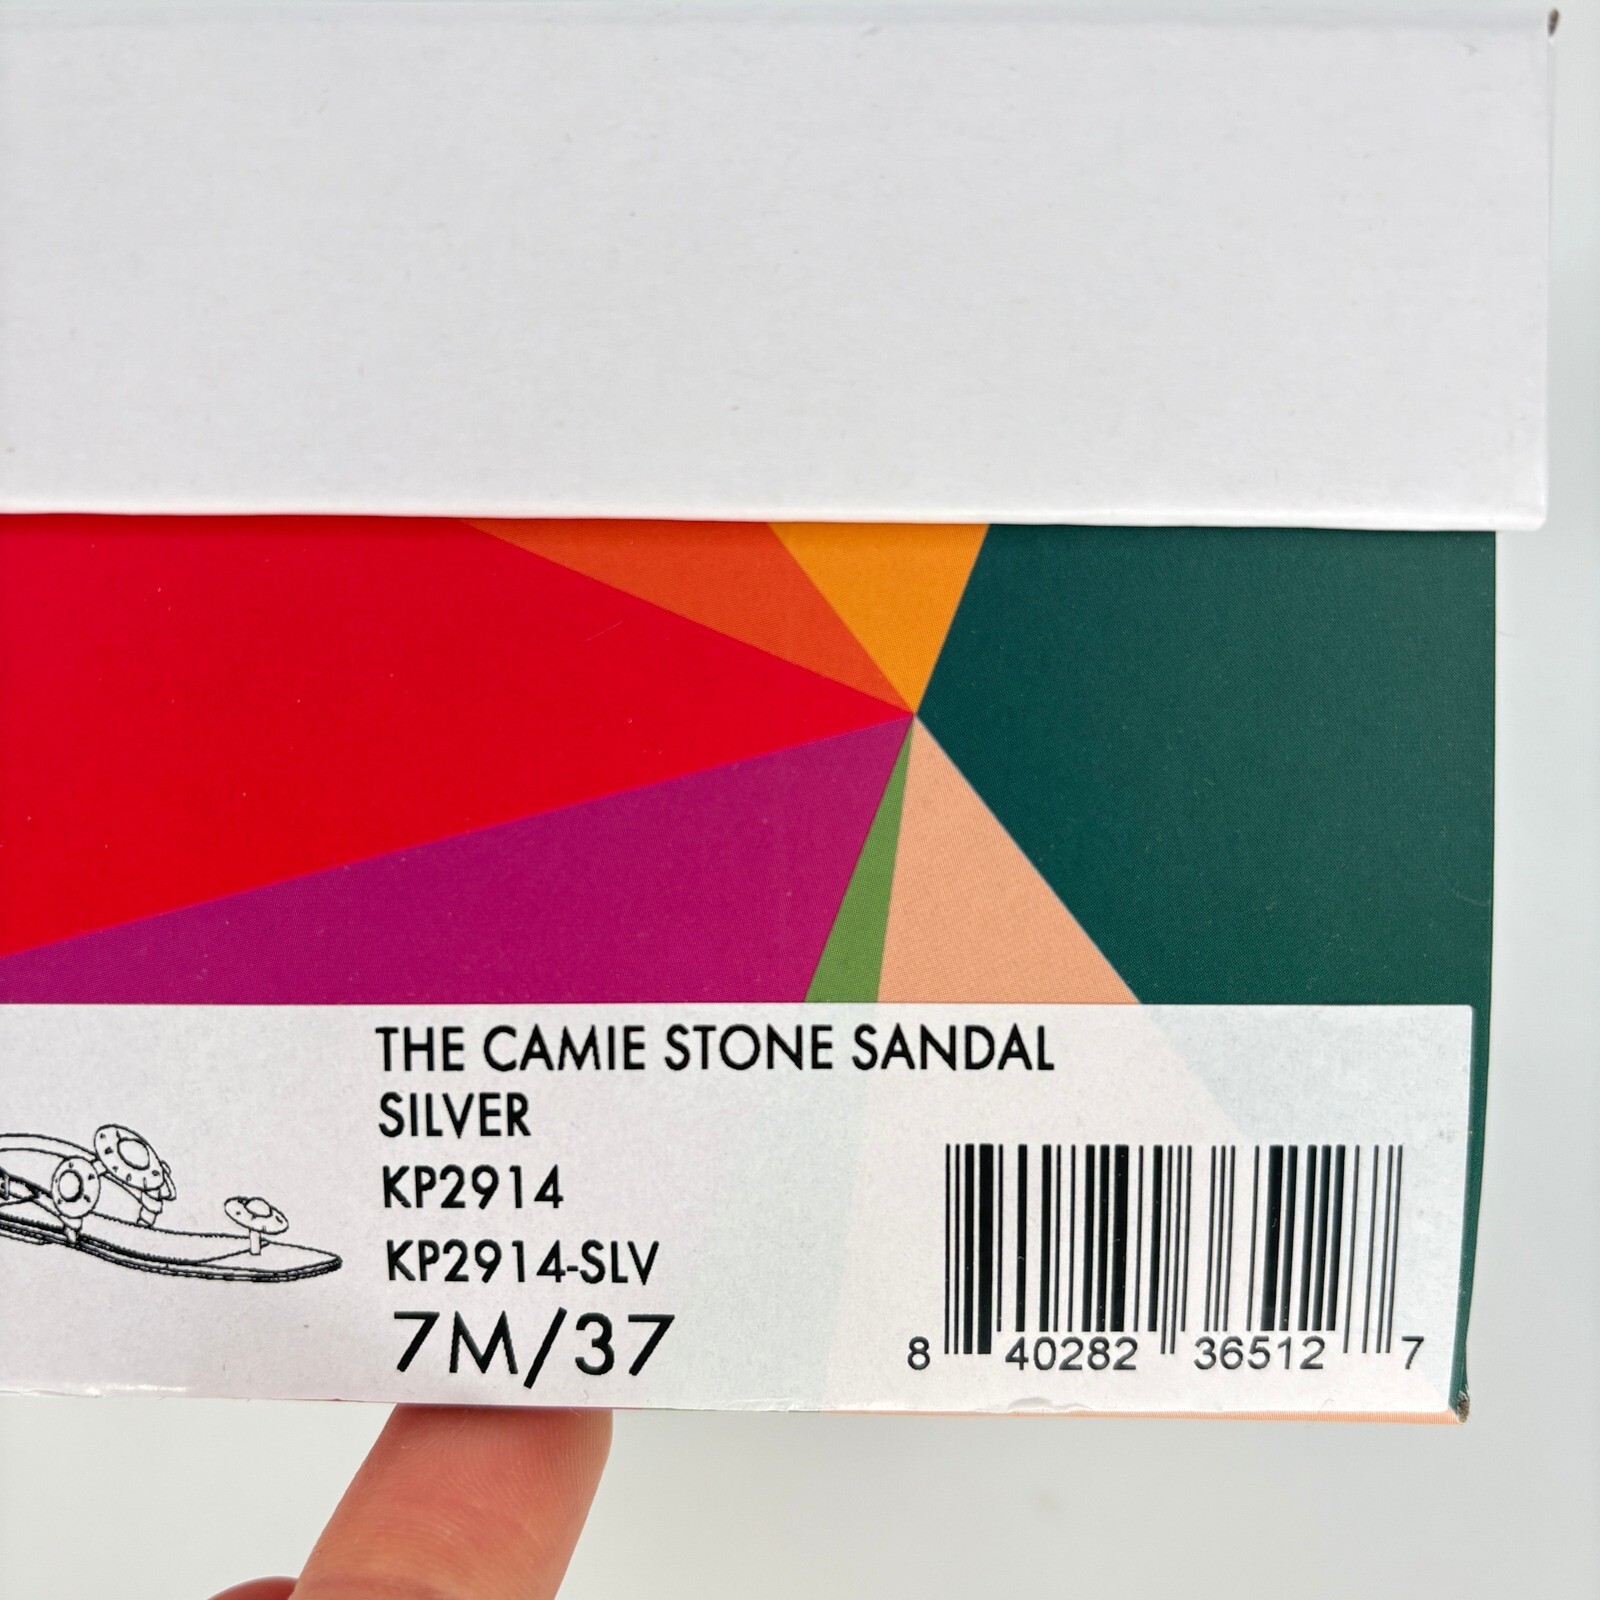 THE CAMIE STONE SANDAL
SILVER
KP2914
KP2914-SLV
7M/37
8 40282 36512 7